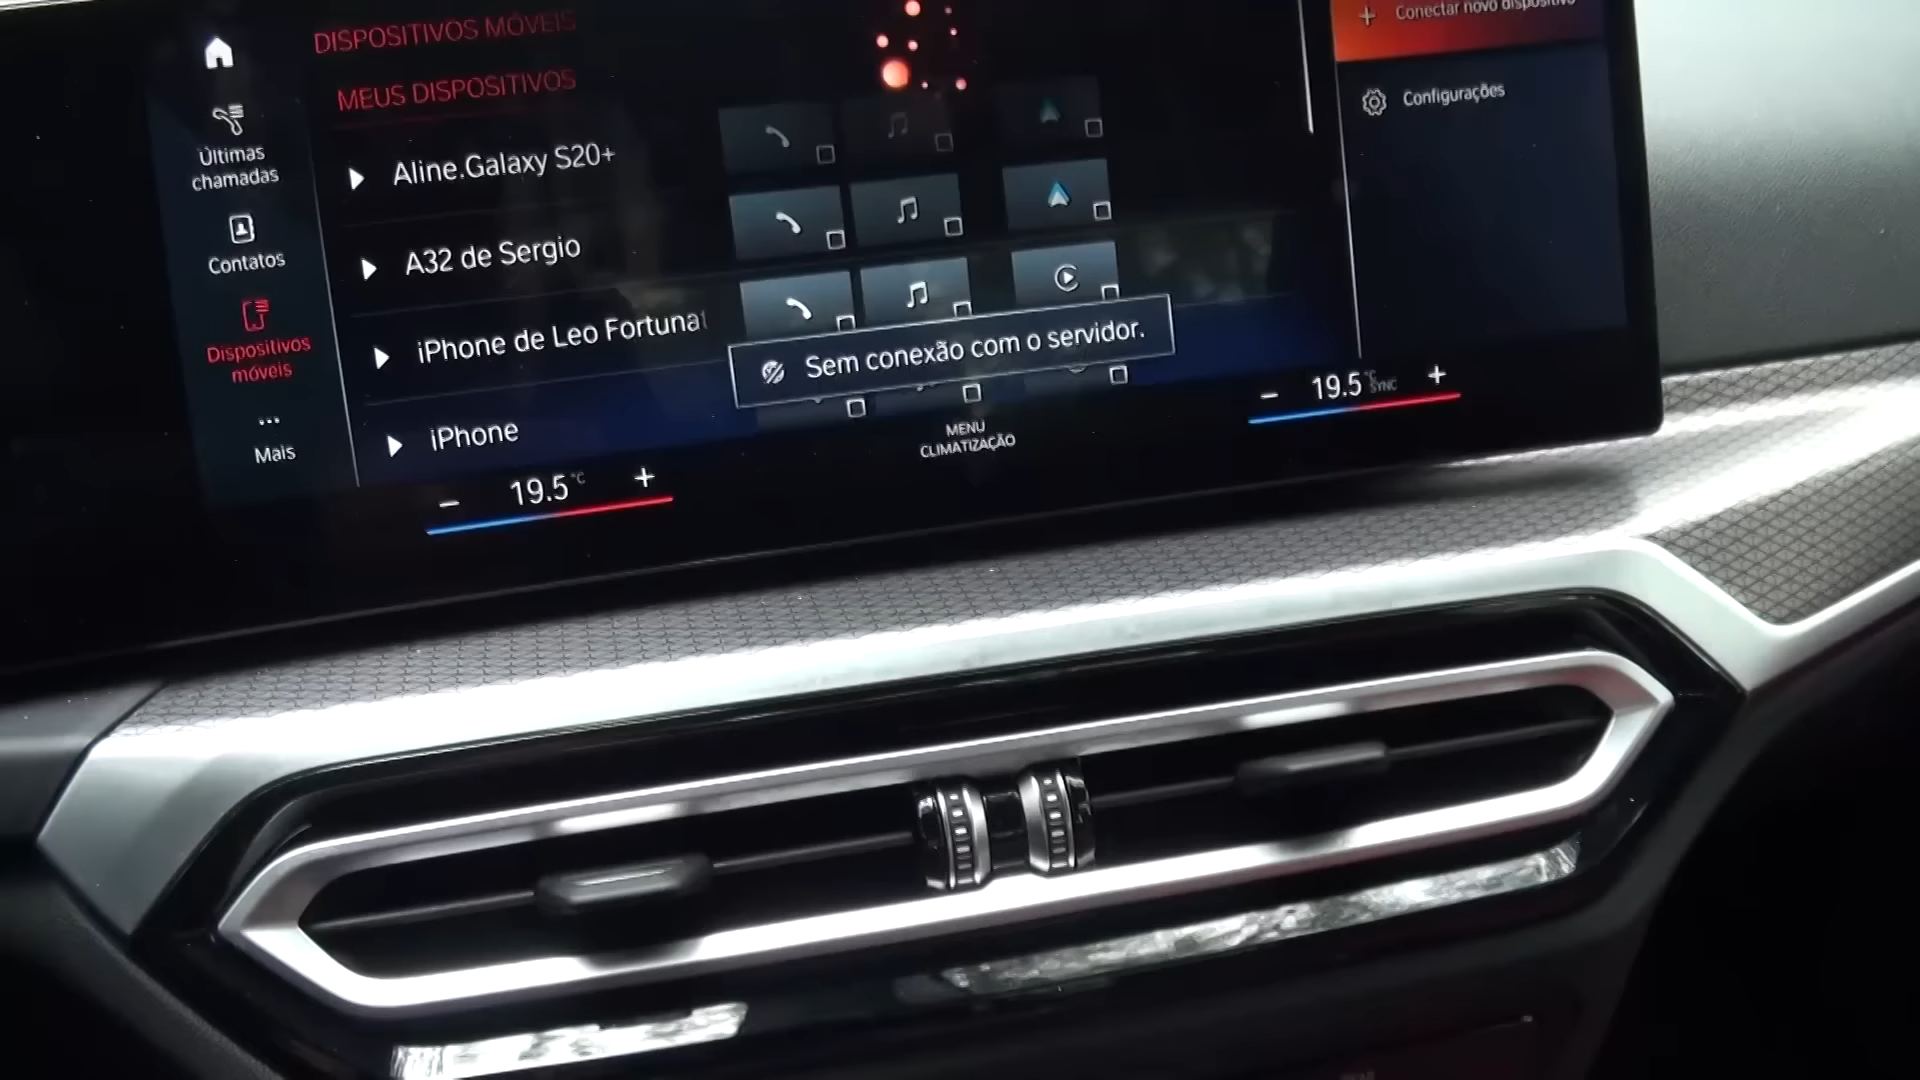 DISPOSITIVOS MÓVEIS
MEUS DISPOSITIVOS
Últimas
chamadas
Contatos
Dispositivos
móveis
...
Mais
Aline.Galaxy S20+
A32 de Sergio
iPhone de Leo Fortunat
iPhone
Sem conexão com o servidor.
+ Conectar novo dispositivo
Configurações
− 19.5 °C +
MENU
CLIMATIZAÇÃO
− 19.5 °C SYNC +